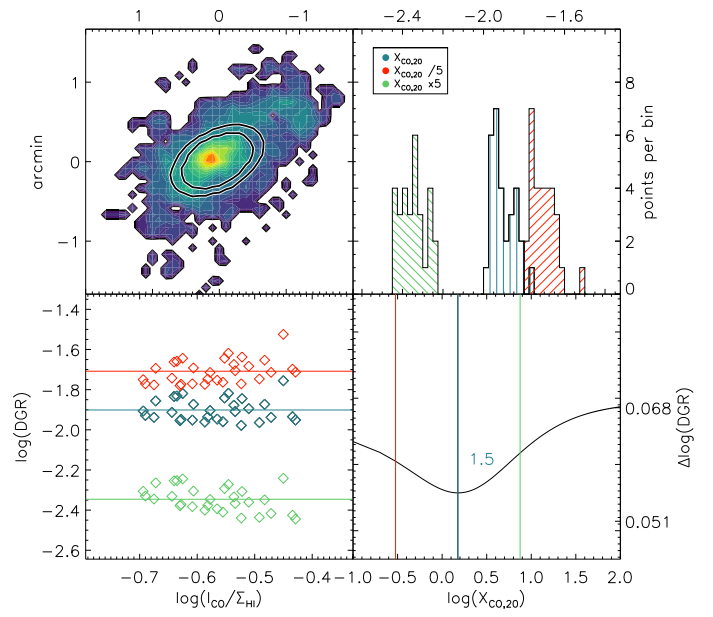 1 0 −1
−2.4 −2.0 −1.6
arcmin
1
0
−1
X_CO,20
X_CO,20 /5
X_CO,20 x5
8
6
4
2
0
points per bin
log(DGR)
−1.4
−1.6
−1.8
−2.0
−2.2
−2.4
−2.6
−0.7 −0.6 −0.5 −0.4
log(I_CO/Σ_HI)
1.5
0.068
0.051
Δlog(DGR)
−1.0 −0.5 0.0 0.5 1.0 1.5 2.0
log(X_CO,20)